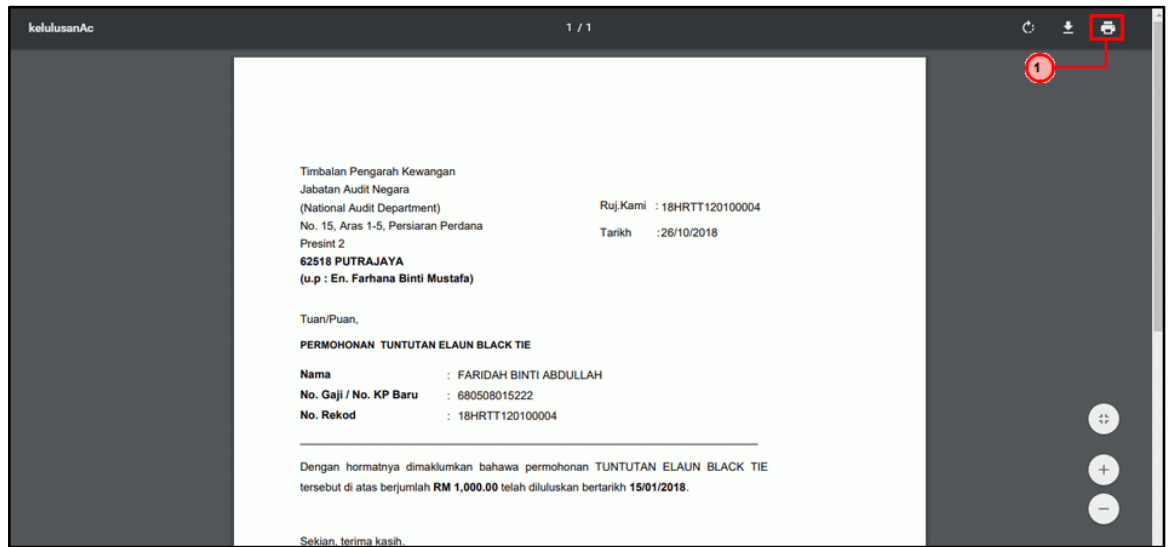 kelulusanAc
1 / 1
1
Timbalan Pengarah Kewangan
Jabatan Audit Negara
(National Audit Department)
No. 15, Aras 1-5, Persiaran Perdana
Presint 2
62518 PUTRAJAYA
(u.p : En. Farhana Binti Mustafa)
Ruj.Kami : 18HRTT120100004
Tarikh :26/10/2018
Tuan/Puan,
PERMOHONAN TUNTUTAN ELAUN BLACK TIE
Nama : FARIDAH BINTI ABDULLAH
No. Gaji / No. KP Baru : 680508015222
No. Rekod : 18HRTT120100004
Dengan hormatnya dimaklumkan bahawa permohonan TUNTUTAN ELAUN BLACK TIE
tersebut di atas berjumlah RM 1,000.00 telah diluluskan bertarikh 15/01/2018.
Sekian, terima kasih.